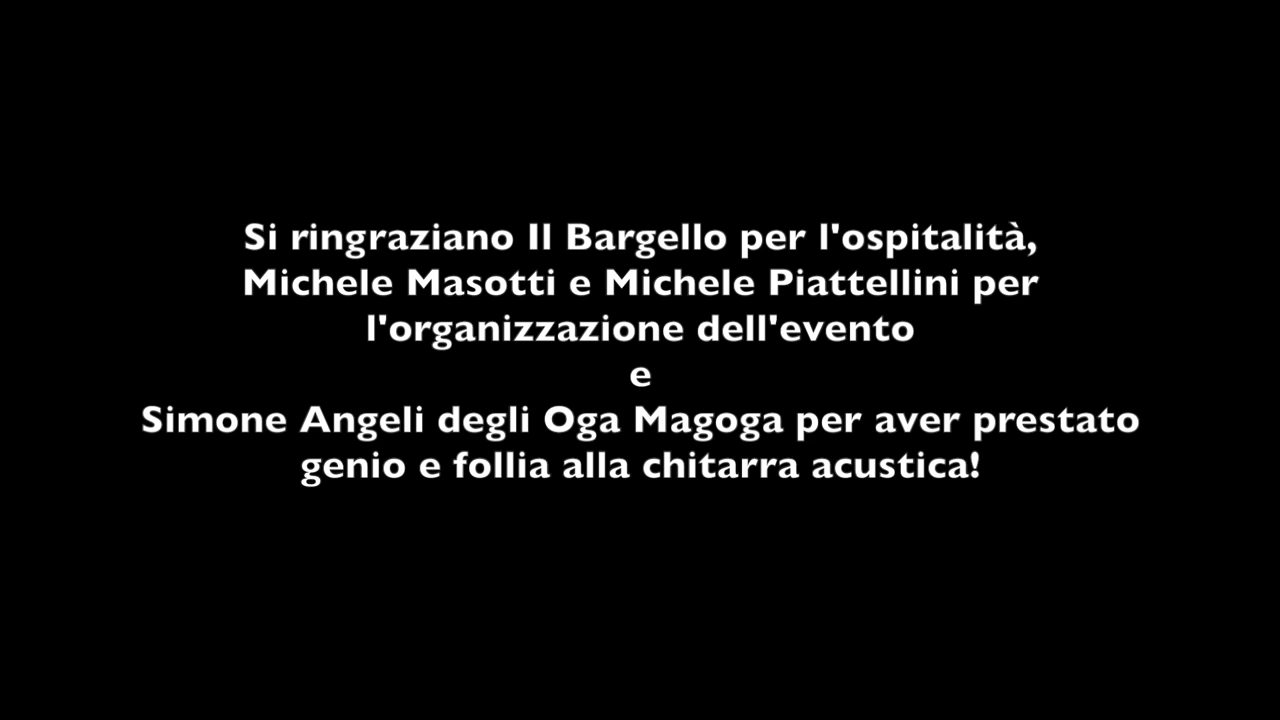 Si ringraziano Il Bargello per l'ospitalità,
Michele Masotti e Michele Piattellini per
l'organizzazione dell'evento
e
Simone Angeli degli Oga Magoga per aver prestato
genio e follia alla chitarra acustica!